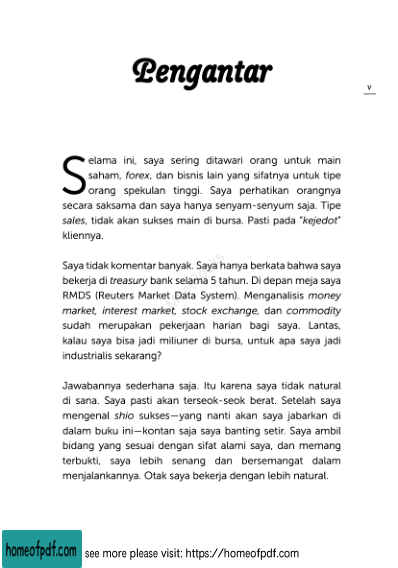 Pengantar
v
Selama ini, saya sering ditawari orang untuk main
saham, forex, dan bisnis lain yang sifatnya untuk tipe
orang spekulan tinggi. Saya perhatikan orangnya
secara saksama dan saya hanya senyam-senyum saja. Tipe
sales, tidak akan sukses main di bursa. Pasti pada "kejedot"
kliennya.
Saya tidak komentar banyak. Saya hanya berkata bahwa saya
bekerja di treasury bank selama 5 tahun. Di depan meja saya
RMDS (Reuters Market Data System). Menganalisis money
market, interest market, stock exchange, dan commodity
sudah merupakan pekerjaan harian bagi saya. Lantas,
kalau saya bisa jadi miliuner di bursa, untuk apa saya jadi
industrialis sekarang?
Jawabannya sederhana saja. Itu karena saya tidak natural
di sana. Saya pasti akan terseok-seok berat. Setelah saya
mengenal shio sukses—yang nanti akan saya jabarkan di
dalam buku ini—kontan saja saya banting setir. Saya ambil
bidang yang sesuai dengan sifat alami saya, dan memang
terbukti, saya lebih senang dan bersemangat dalam
menjalankannya. Otak saya bekerja dengan lebih natural.
homeofpdf.com
see more please visit: https://homeofpdf.com